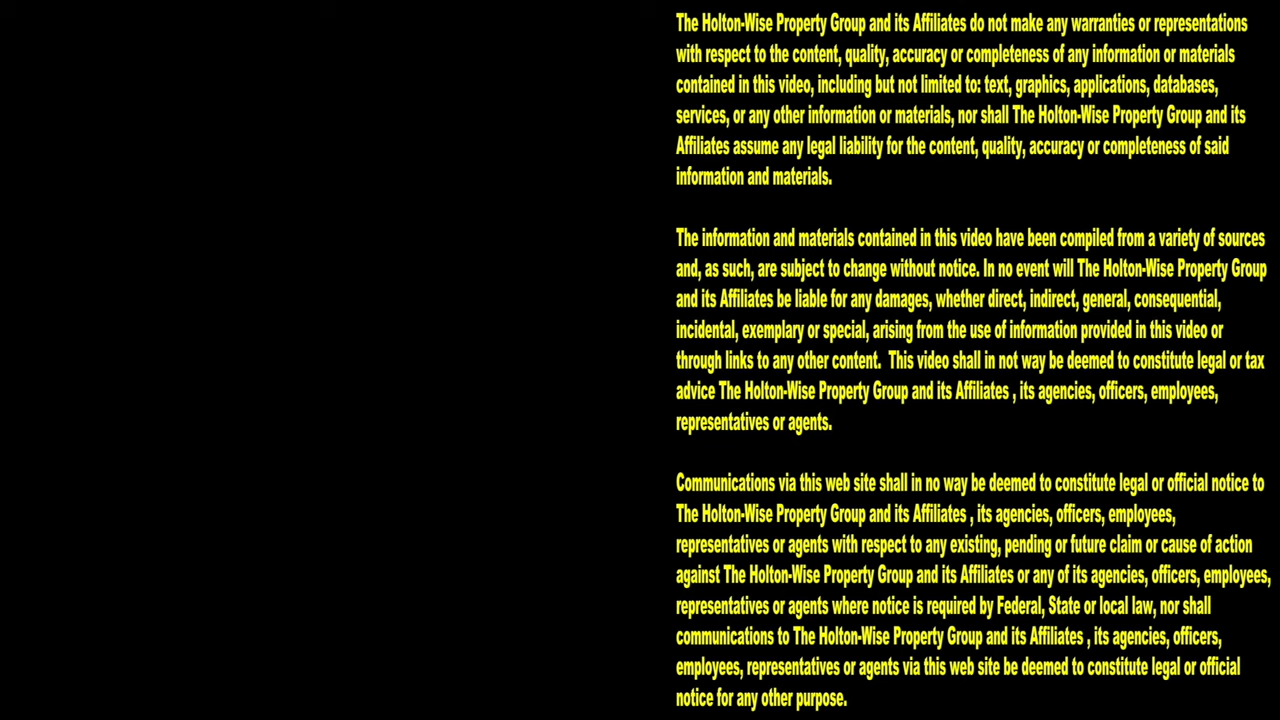 The Holton-Wise Property Group and its Affiliates do not make any warranties or representations
with respect to the content, quality, accuracy or completeness of any information or materials
contained in this video, including but not limited to: text, graphics, applications, databases,
services, or any other information or materials, nor shall The Holton-Wise Property Group and its
Affiliates assume any legal liability for the content, quality, accuracy or completeness of said
information and materials.
The information and materials contained in this video have been compiled from a variety of sources
and, as such, are subject to change without notice. In no event will The Holton-Wise Property Group
and its Affiliates be liable for any damages, whether direct, indirect, general, consequential,
incidental, exemplary or special, arising from the use of information provided in this video or
through links to any other content.  This video shall in not way be deemed to constitute legal or tax
advice The Holton-Wise Property Group and its Affiliates , its agencies, officers, employees,
representatives or agents.
Communications via this web site shall in no way be deemed to constitute legal or official notice to
The Holton-Wise Property Group and its Affiliates , its agencies, officers, employees,
representatives or agents with respect to any existing, pending or future claim or cause of action
against The Holton-Wise Property Group and its Affiliates or any of its agencies, officers, employees,
representatives or agents where notice is required by Federal, State or local law, nor shall
communications to The Holton-Wise Property Group and its Affiliates , its agencies, officers,
employees, representatives or agents via this web site be deemed to constitute legal or official
notice for any other purpose.